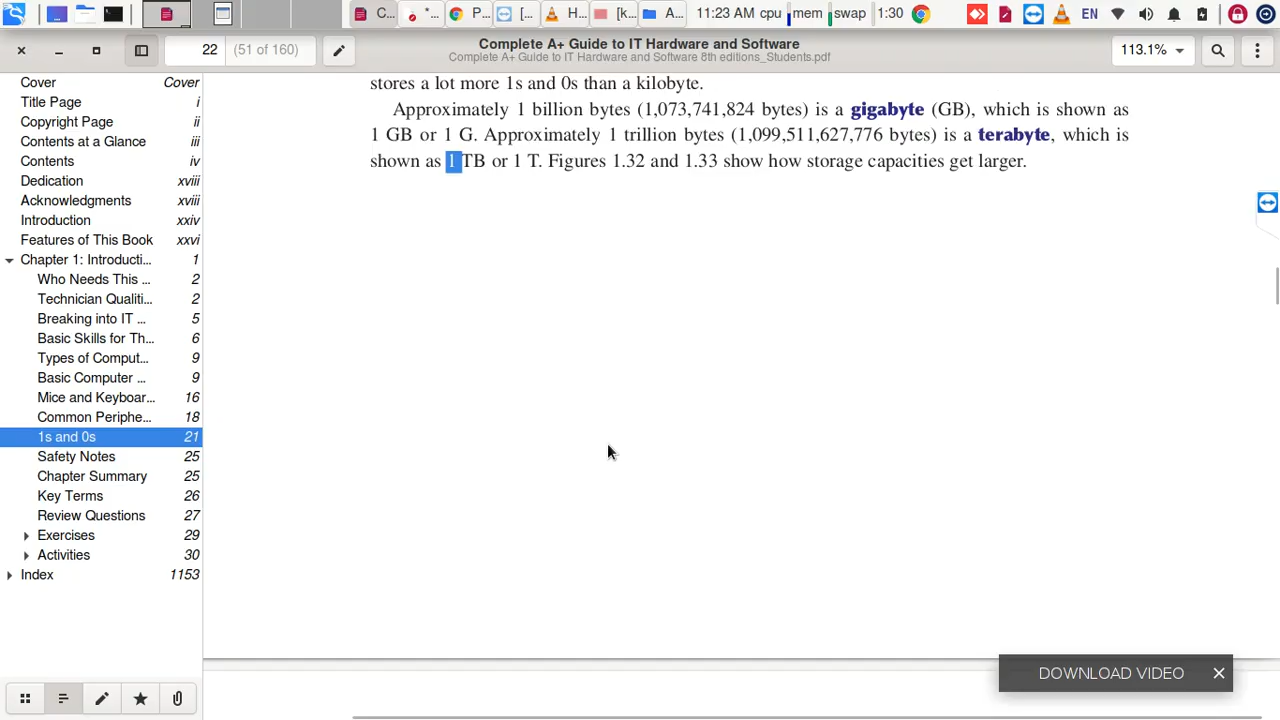 C... *... P... [... H... [k... A... 11:23 AM cpu mem swap 1:30 EN
22 (51 of 160) Complete A+ Guide to IT Hardware and Software 113.1%
Complete A+ Guide to IT Hardware and Software 8th editions_Students.pdf
Cover Cover
Title Page i
Copyright Page ii
Contents at a Glance iii
Contents iv
Dedication xviii
Acknowledgments xviii
Introduction xxiv
Features of This Book xxvi
Chapter 1: Introducti... 1
Who Needs This ... 2
Technician Qualiti... 2
Breaking into IT ... 5
Basic Skills for Th... 6
Types of Comput... 9
Basic Computer ... 9
Mice and Keyboar... 16
Common Periphe... 18
1s and 0s 21
Safety Notes 25
Chapter Summary 25
Key Terms 26
Review Questions 27
Exercises 29
Activities 30
Index 1153
stores a lot more 1s and 0s than a kilobyte.
Approximately 1 billion bytes (1,073,741,824 bytes) is a gigabyte (GB), which is shown as
1 GB or 1 G. Approximately 1 trillion bytes (1,099,511,627,776 bytes) is a terabyte, which is
shown as 1 TB or 1 T. Figures 1.32 and 1.33 show how storage capacities get larger.
DOWNLOAD VIDEO